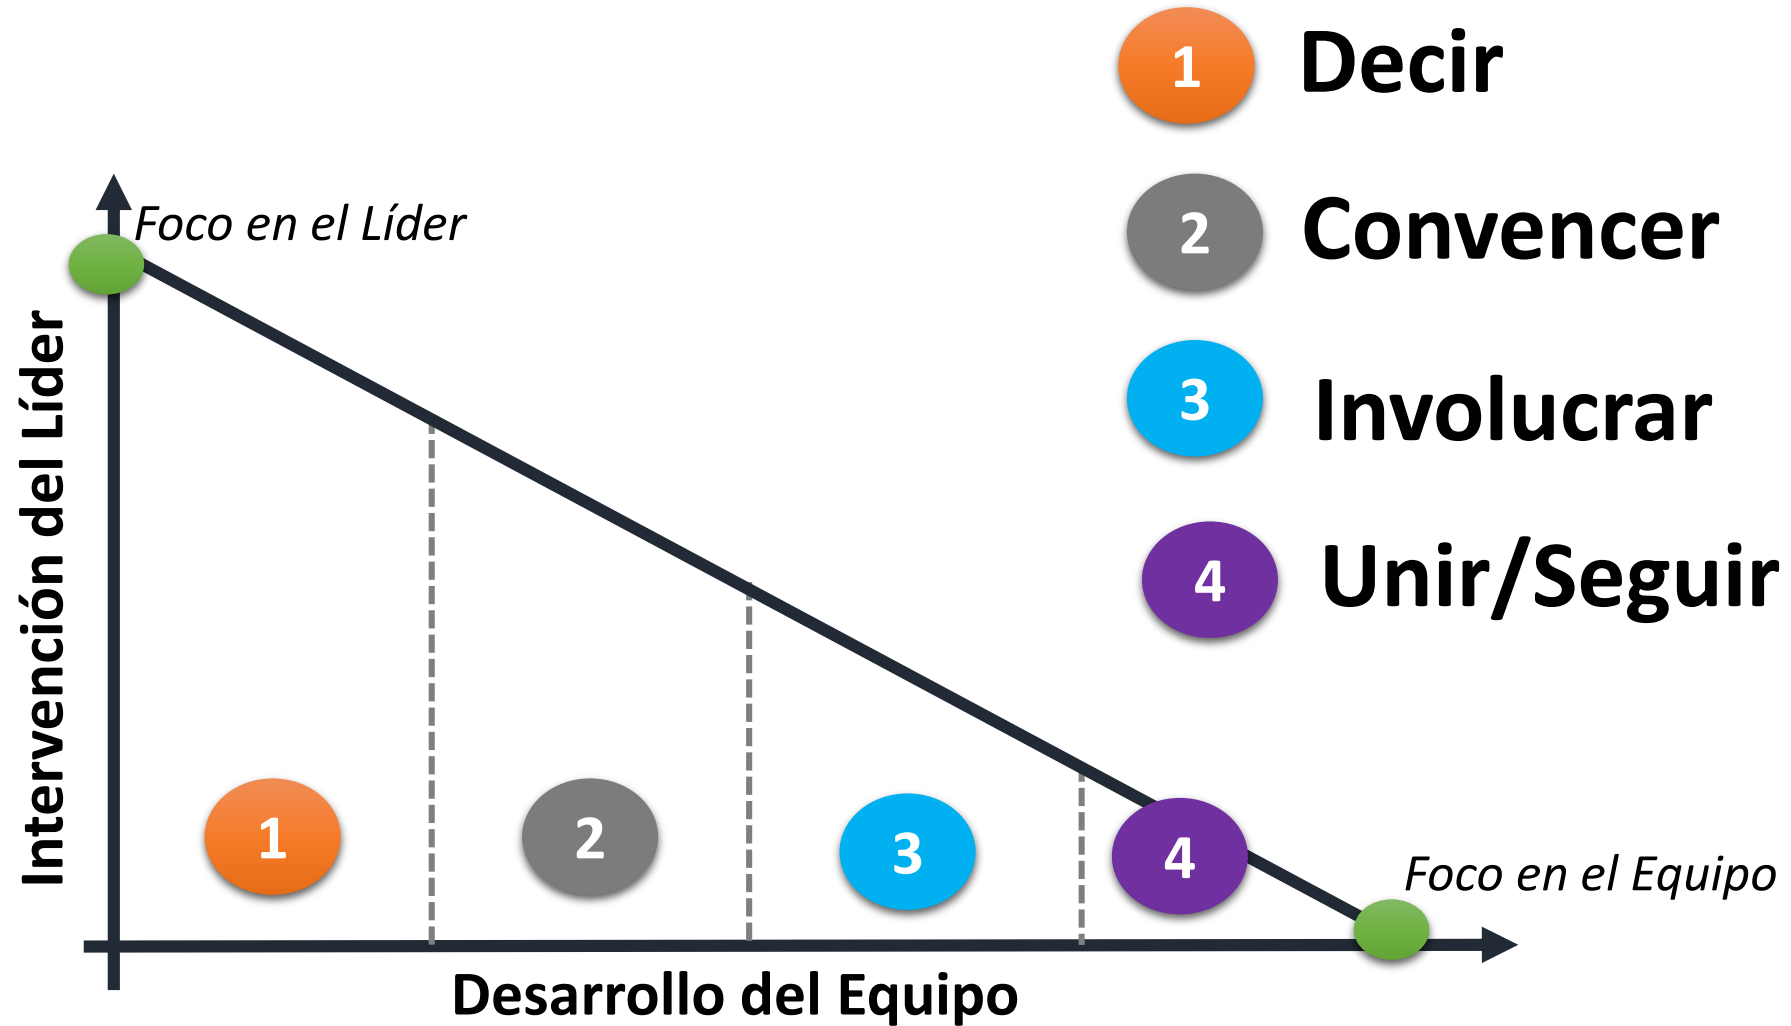 1 Decir
2 Convencer
3 Involucrar
4 Unir/Seguir
Foco en el Líder
Intervención del Líder
1 2 3 4
Foco en el Equipo
Desarrollo del Equipo